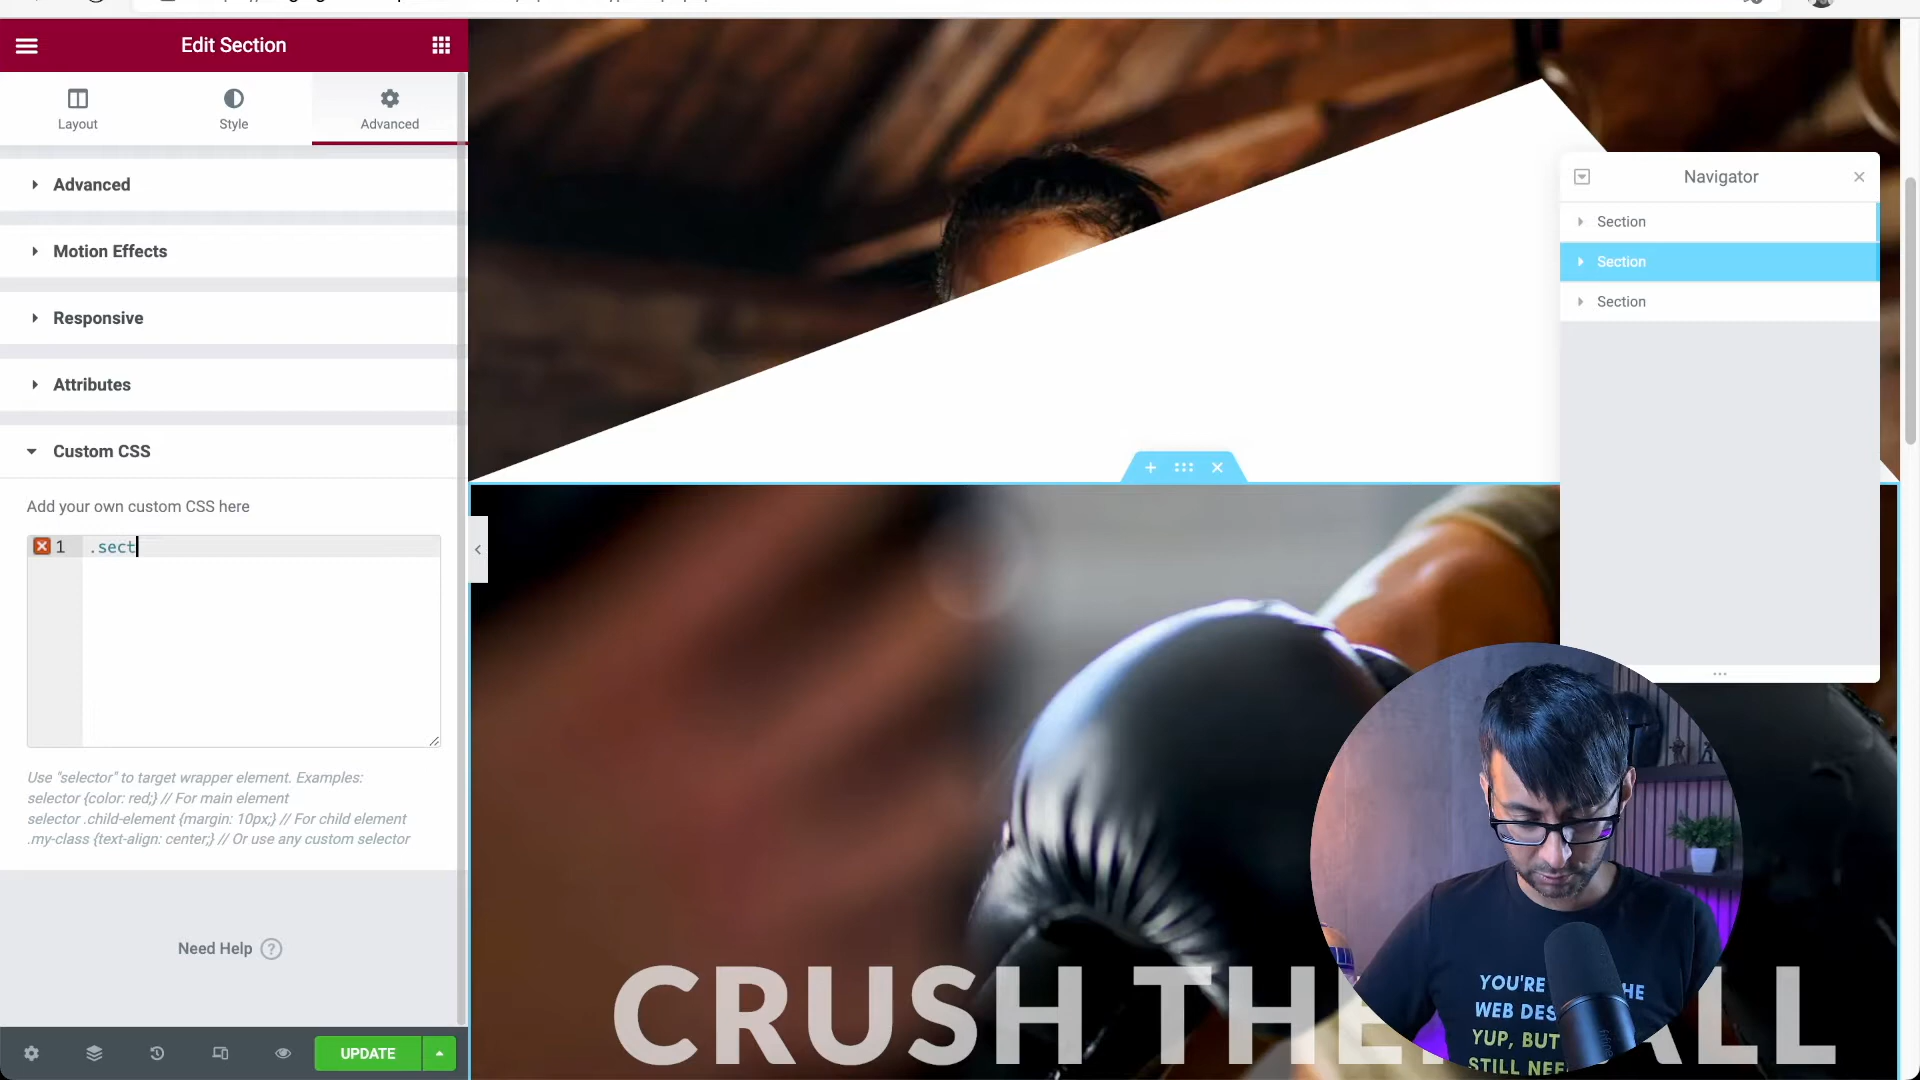 Edit Section
Layout
Style
Advanced
Advanced
Motion Effects
Responsive
Attributes
Custom CSS
Add your own custom CSS here
1
.sect
Use "selector" to target wrapper element. Examples:
selector {color: red;} // For main element
selector .child-element {margin: 10px;} // For child element
.my-class {text-align: center;} // Or use any custom selector
Need Help ?
UPDATE
Navigator
Section
Section
Section
CRUSH THE
ALL
YOU'RE
HE
WEB DES
YUP, BUT
STILL NEE